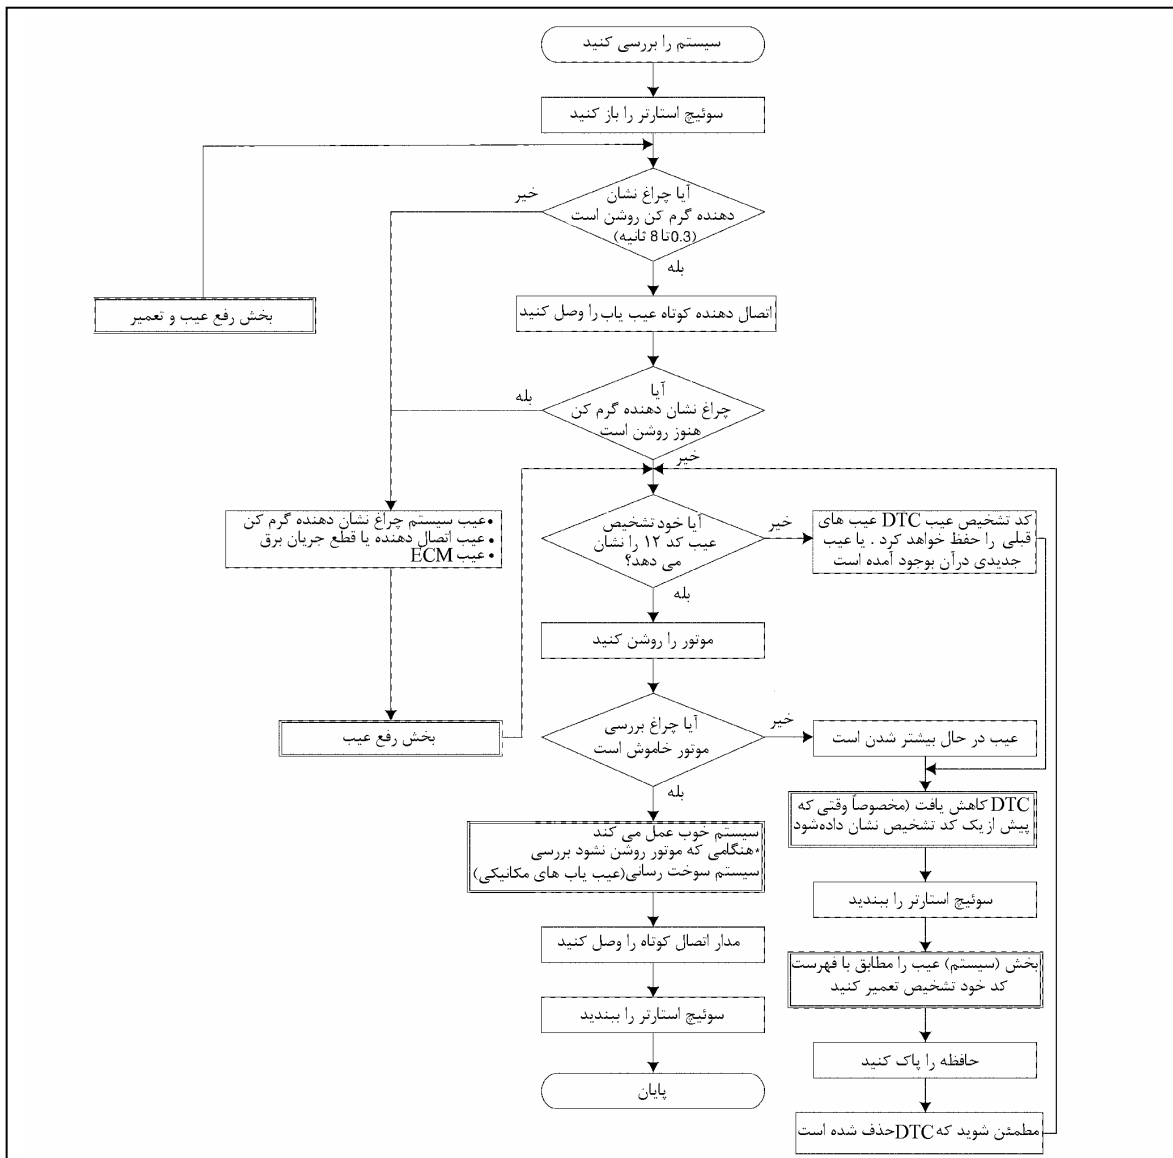 سیستم را بررسی کنید
سوئیچ استارتر را باز کنید
آیا چراغ نشان
دهنده گرم کن روشن است
(0.3 تا 8 ثانیه)
خیر
بله
بخش رفع عیب و تعمیر
اتصال دهنده کوتاه عیب یاب را وصل کنید
آیا
چراغ نشان دهنده گرم کن
هنوز روشن است
بله
خیر
•عیب سیستم چراغ نشان دهنده گرم کن
•عیب اتصال دهنده یا قطع جریان برق
•عیب ECM
آیا خود تشخیص
عیب کد ۱۲ را نشان
می دهد؟
خیر
بله
کد تشخیص عیب DTC عیب های
قبلی را حفظ خواهد کرد . یا عیب
جدیدی درآن بوجود آمده است
موتور را روشن کنید
بخش رفع عیب
آیا چراغ بررسی
موتور خاموش است
خیر
بله
عیب در حال بیشتر شدن است
DTC کاهش یافت (مخصوصاً وقتی که
پیش از یک کد تشخیص نشان داده‌شود
سیستم خوب عمل می کند
*هنگامی که موتور روشن نشود بررسی
سیستم سوخت رسانی(عیب یاب های مکانیکی)
سوئیچ استارتر را ببندید
مدار اتصال کوتاه را وصل کنید
بخش (سیستم) عیب را مطابق با فهرست
کد خود تشخیص تعمیر کنید
سوئیچ استارتر را ببندید
حافظه را پاک کنید
پایان
مطمئن شوید که DTC حذف شده است